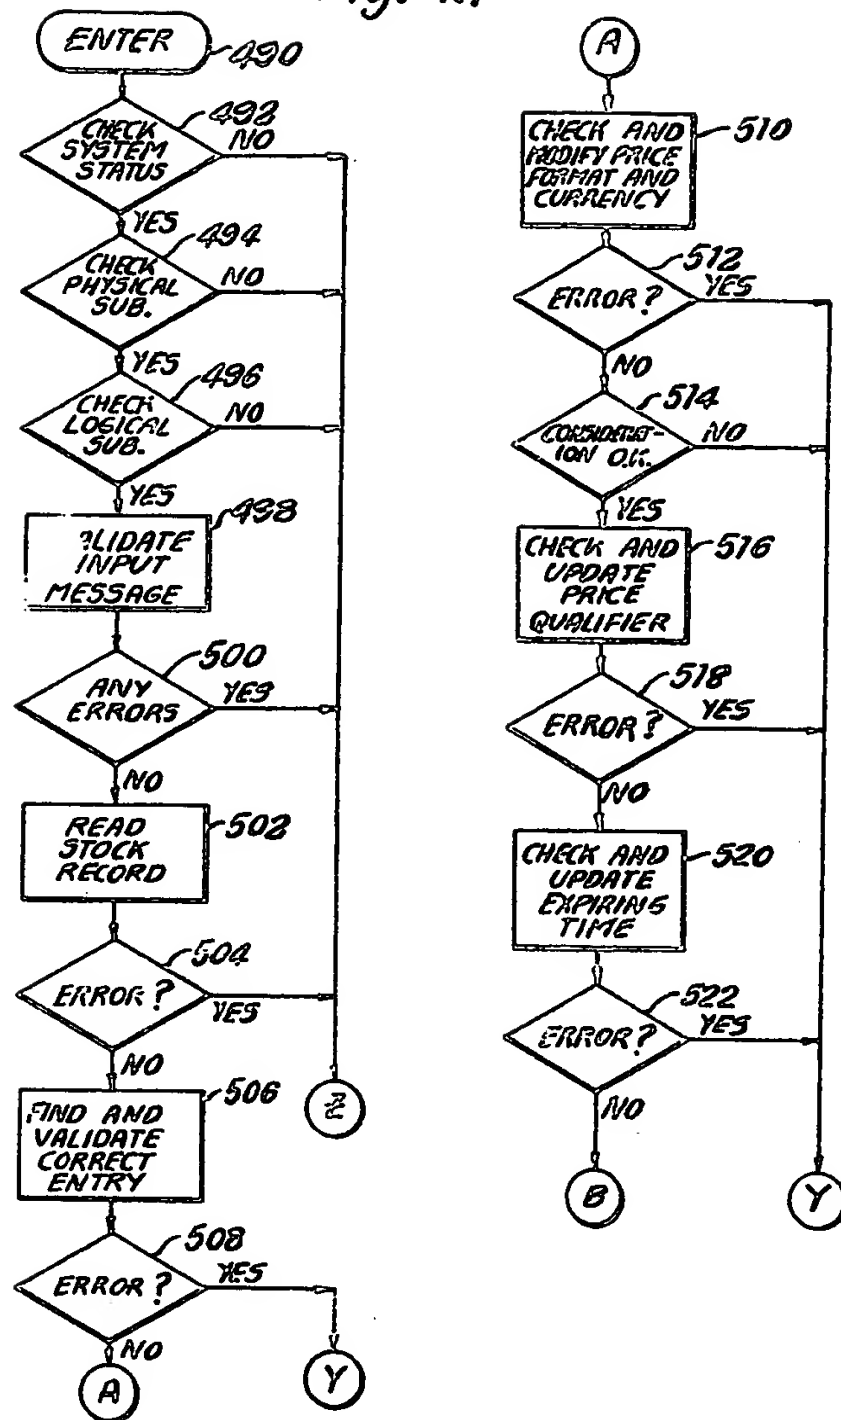 ENTER
490
CHECK
SYSTEM
STATUS
492
NO
YES
CHECK
PHYSICAL
SUB.
494
NO
YES
CHECK
LOGICAL
SUB.
496
NO
YES
LIDATE
INPUT
MESSAGE
498
ANY
ERRORS
500
YES
NO
READ
STOCK
RECORD
502
ERROR?
504
YES
NO
FIND AND
VALIDATE
CORRECT
ENTRY
506
Z
ERROR?
508
YES
NO
A
Y
A
CHECK AND
MODIFY PRICE
FORMAT AND
CURRENCY
510
ERROR?
512
YES
NO
CONSIDERAT-
ION O.K.
514
NO
YES
CHECK AND
UPDATE
PRICE
QUALIFIER
516
ERROR?
518
YES
NO
CHECK AND
UPDATE
EXPIRING
TIME
520
ERROR?
522
YES
NO
B
Y